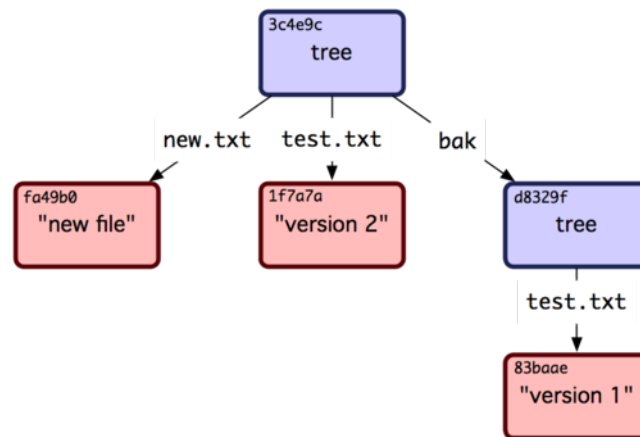 3c4e9c
tree
new.txt
test.txt
bak
fa49b0
"new file"
1f7a7a
"version 2"
d8329f
tree
test.txt
83baae
"version 1"